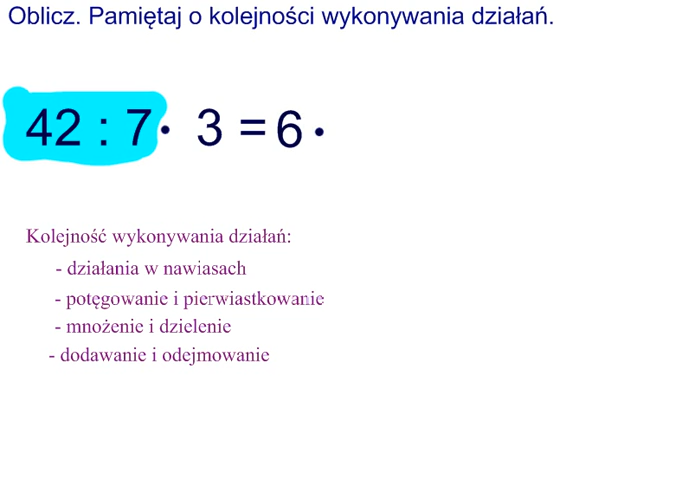 Oblicz. Pamiętaj o kolejności wykonywania działań.
42 : 7 · 3 = 6 ·
Kolejność wykonywania działań:
- działania w nawiasach
- potęgowanie i pierwiastkowanie
- mnożenie i dzielenie
- dodawanie i odejmowanie